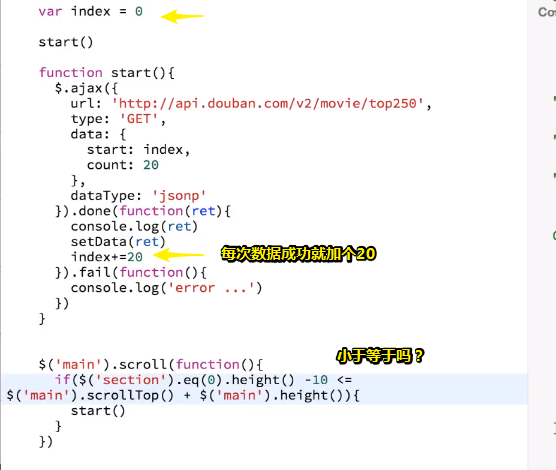 Co
var index = 0
start()
function start(){
$.ajax({
url: 'http://api.douban.com/v2/movie/top250',
type: 'GET',
data: {
start: index,
count: 20
},
dataType: 'jsonp'
}).done(function(ret){
console.log(ret)
setData(ret)
index+=20 每次数据成功就加个20
}).fail(function(){
console.log('error ...')
})
}
小于等于吗？
$('main').scroll(function(){
if($('section').eq(0).height() -10 <=
$('main').scrollTop() + $('main').height()){
start()
}
})